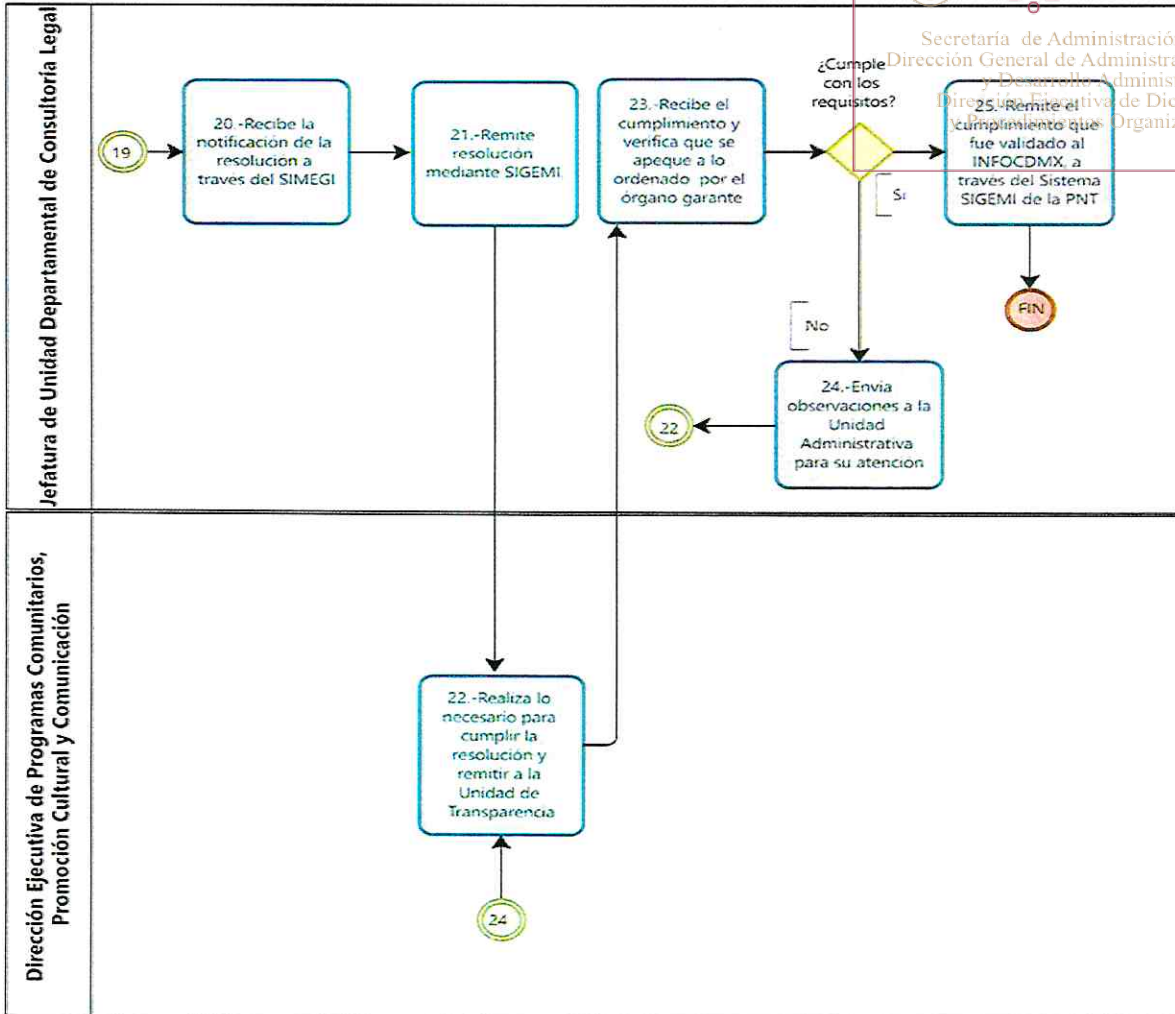 Jefatura de Unidad Departamental de Consultoría Legal
19
20.-Recibe la
notificación de la
resolución a
través del SIMEGI
21.-Remite
resolución
mediante SIGEMI
23.-Recibe el
cumplimiento y
verifica que se
apeque a lo
ordenado por el
órgano garante
¿Cumple
con los
requisitos?
Si
No
25.-Remite el
cumplimiento que
fue validado al
INFOCDMX, a
través del Sistema
SIGEMI de la PNT
FIN
24.-Envia
observaciones a la
Unidad
Administrativa
para su atención
22
Secretaría de Administració
Dirección General de Administra
y Desarrollo Adminis
Dirección Ejecutiva de Dic
y Procedimientos Organiz
Dirección Ejecutiva de Programas Comunitarios,
Promoción Cultural y Comunicación
22.-Realiza lo
necesario para
cumplir la
resolución y
remitir a la
Unidad de
Transparencia
24